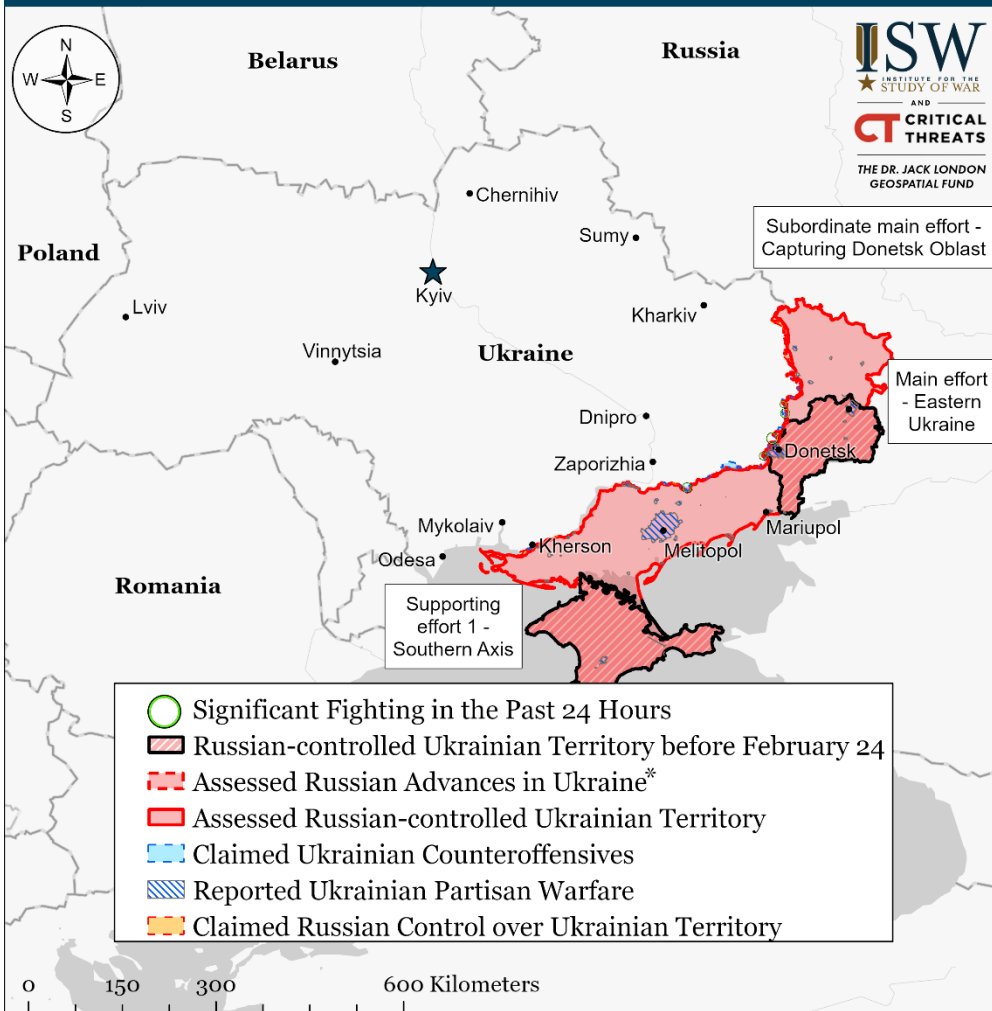 N
W
E
S
Belarus
Russia
ISW
INSTITUTE FOR THE
STUDY OF WAR
AND
CT CRITICAL
THREATS
THE DR. JACK LONDON
GEOSPATIAL FUND
Chernihiv
Subordinate main effort -
Capturing Donetsk Oblast
Sumy
Poland
Kyiv
Lviv
Kharkiv
Vinnytsia
Ukraine
Main effort
- Eastern
Ukraine
Dnipro
Donetsk
Zaporizhia
Mykolaiv
Mariupol
Kherson
Melitopol
Odesa
Romania
Supporting
effort 1 -
Southern Axis
Significant Fighting in the Past 24 Hours
Russian-controlled Ukrainian Territory before February 24
Assessed Russian Advances in Ukraine*
Assessed Russian-controlled Ukrainian Territory
Claimed Ukrainian Counteroffensives
Reported Ukrainian Partisan Warfare
Claimed Russian Control over Ukrainian Territory
0 150 300 600 Kilometers